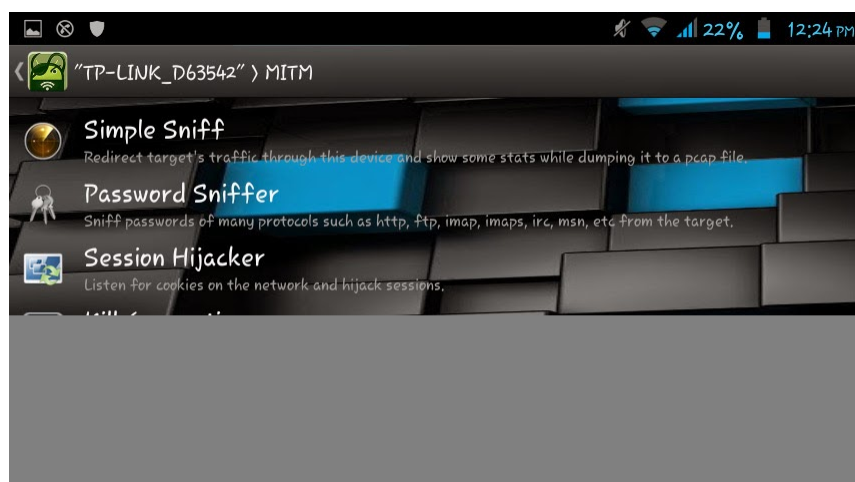 22% 12:24 PM
"TP-LINK_D63542" > MITM
Simple Sniff
Redirect target's traffic through this device and show some stats while dumping it to a pcap file.
Password Sniffer
Sniff passwords of many protocols such as http, ftp, imap, imaps, irc, msn, etc from the target.
Session Hijacker
Listen for cookies on the network and hijack sessions.